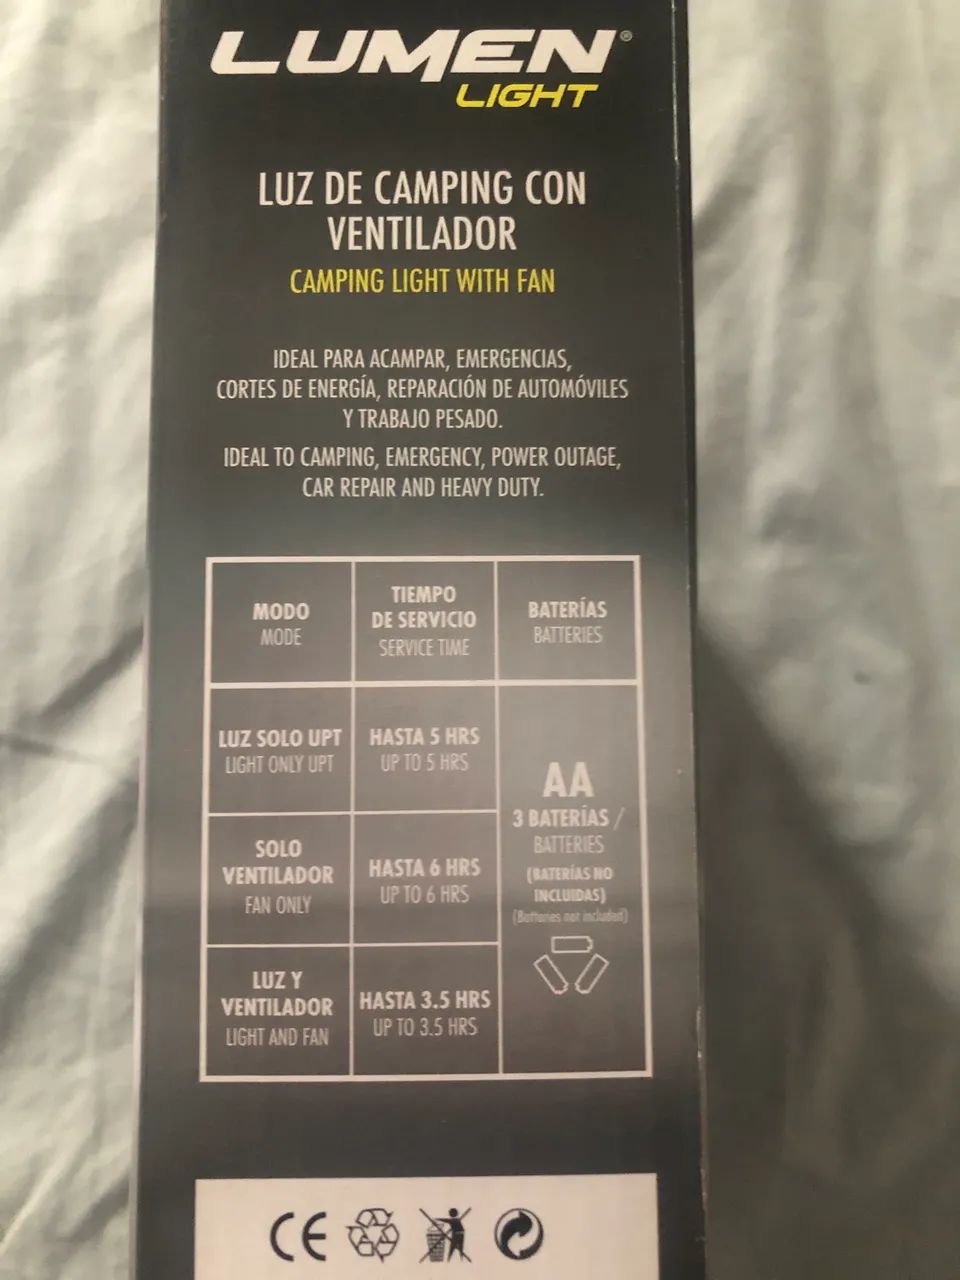 LUMEN®
LIGHT
LUZ DE CAMPING CON
VENTILADOR
CAMPING LIGHT WITH FAN
IDEAL PARA ACAMPAR, EMERGENCIAS,
CORTES DE ENERGÍA, REPARACIÓN DE AUTOMÓVILES
Y TRABAJO PESADO.
IDEAL TO CAMPING, EMERGENCY, POWER OUTAGE,
CAR REPAIR AND HEAVY DUTY.
MODO
MODE
TIEMPO
DE SERVICIO
SERVICE TIME
BATERÍAS
BATTERIES
LUZ SOLO UPT
LIGHT ONLY UPT
HASTA 5 HRS
UP TO 5 HRS
SOLO
VENTILADOR
FAN ONLY
HASTA 6 HRS
UP TO 6 HRS
LUZ Y
VENTILADOR
LIGHT AND FAN
HASTA 3.5 HRS
UP TO 3.5 HRS
AA
3 BATERÍAS /
BATTERIES
(BATERÍAS NO
INCLUIDAS)
(Batteries not included)
CE